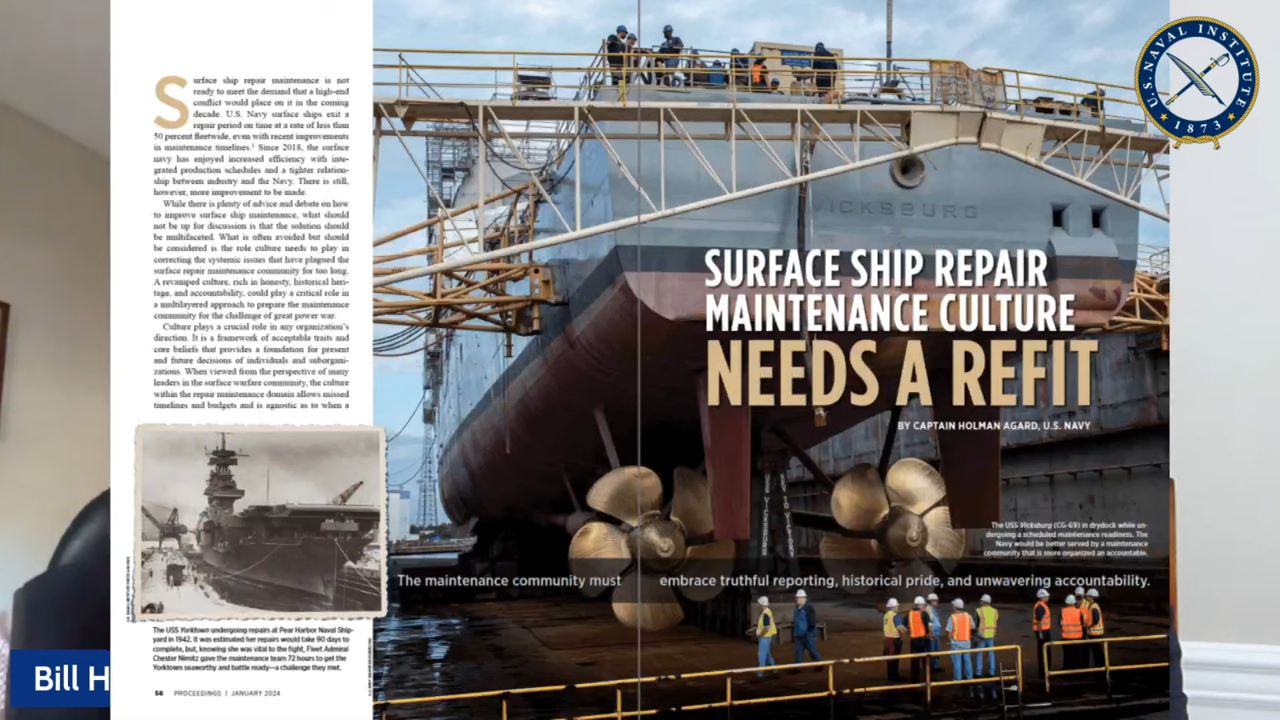 Surface ship repair maintenance is not
ready to meet the demand that a high-end
conflict would place on it in the coming
decade. U.S. Navy surface ships exit a
repair period on time at a rate of less than
50 percent fleetwide, even with recent improvements
in maintenance timelines.¹ Since 2018, the surface
navy has enjoyed increased efficiency with inte-
grated production schedules and a tighter relation-
ship between industry and the Navy. There is still,
however, more improvement to be made.
While there is plenty of advice and debate on how
to improve surface ship maintenance, what should
not be up for discussion is that the solution should
be multifaceted. What is often avoided but should
be considered is the role culture needs to play in
correcting the systemic issues that have plagued the
surface repair maintenance community for too long.
A revamped culture, rich in honesty, historical heri-
tage, and accountability, could play a critical role in
a multilayered approach to prepare the maintenance
community for the challenge of great power war.
Culture plays a crucial role in any organization's
direction. It is a framework of acceptable traits and
core beliefs that provides a foundation for present
and future decisions of individuals and suborgani-
zations. When viewed from the perspective of many
leaders in the surface warfare community, the culture
within the repair maintenance domain allows missed
timelines and budgets and is agnostic as to when a
The USS Yorktown undergoing repairs at Pear Harbor Naval Ship-
yard in 1942. It was estimated her repairs would take 90 days to
complete, but, knowing she was vital to the fight, Fleet Admiral
Chester Nimitz gave the maintenance team 72 hours to get the
Yorktown seaworthy and battle ready—a challenge they met.
58 PROCEEDINGS | JANUARY 2024
Bill H
VICKSBURG
SURFACE SHIP REPAIR
MAINTENANCE CULTURE
NEEDS A REFIT
BY CAPTAIN HOLMAN AGARD, U.S. NAVY
The USS Vicksburg (CG-69) in drydock while un-
dergoing a scheduled maintenance readiness. The
Navy would be better served by a maintenance
community that is more organized an accountable.
The maintenance community must embrace truthful reporting, historical pride, and unwavering accountability.
U.S. NAVAL INSTITUTE
1873